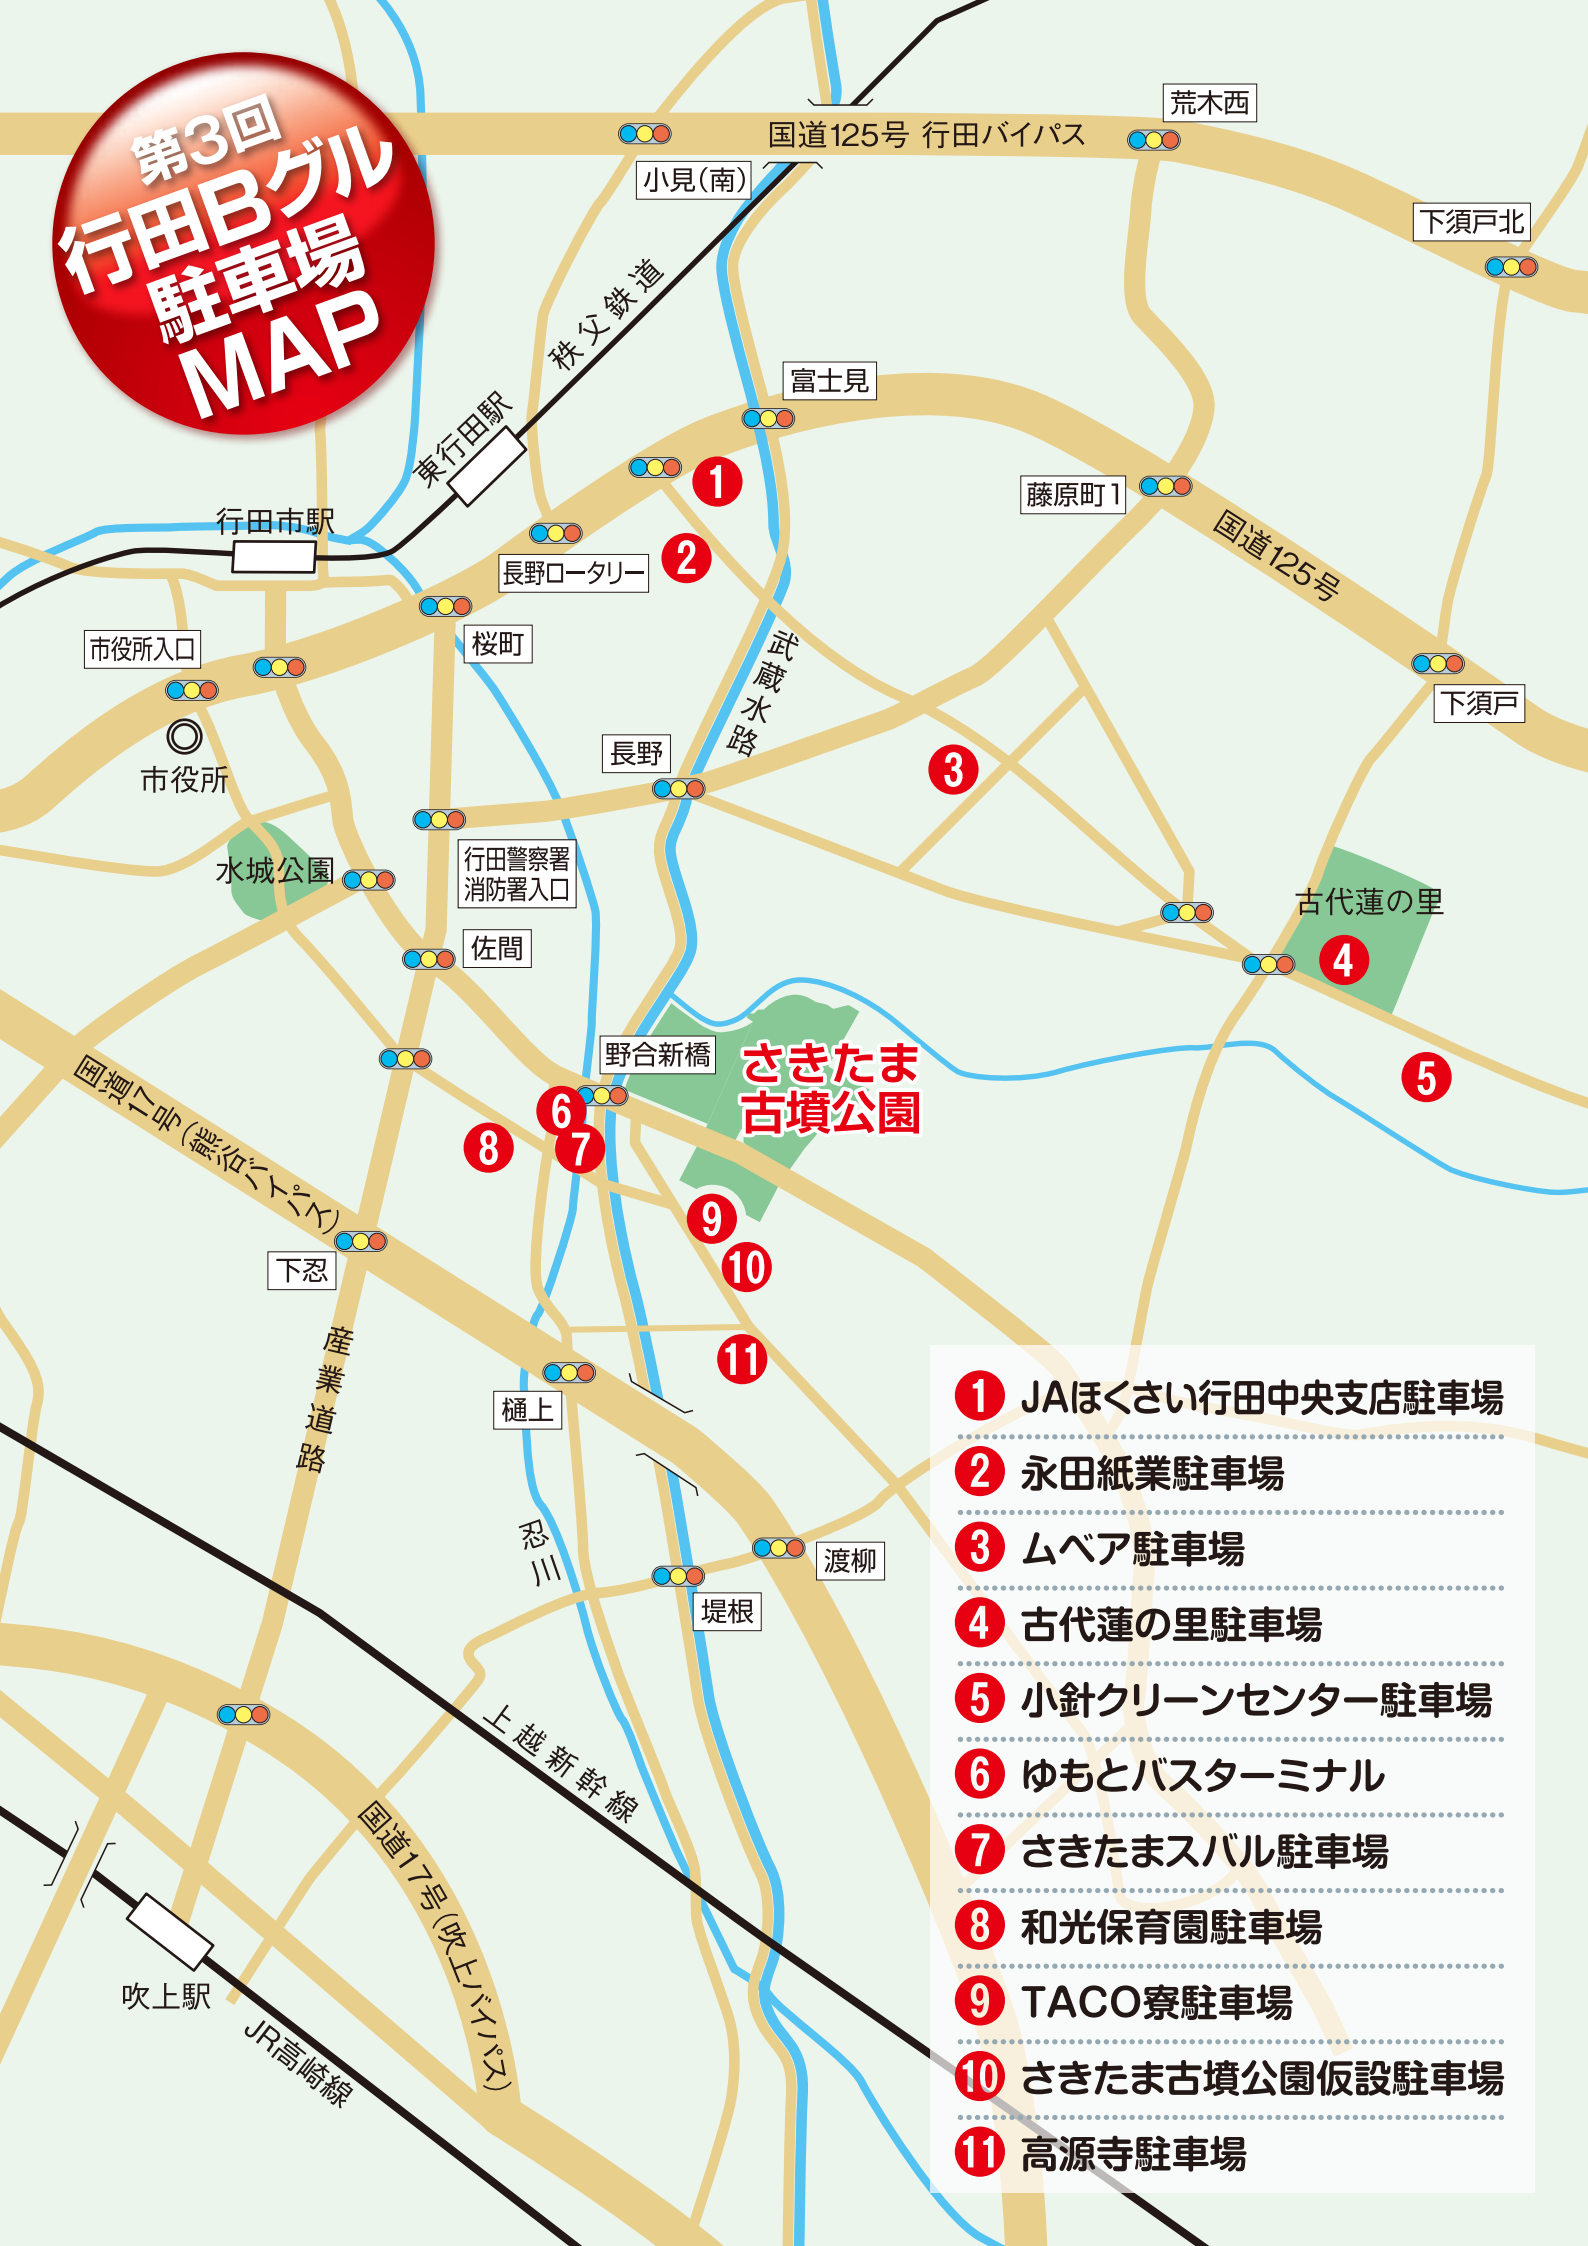 第3回
行田Bグル
駐車場
MAP
国道125号 行田バイパス
荒木西
小見(南)
下須戸北
秩父鉄道
富士見
東行田駅
1
藤原町1
行田市駅
2
長野ロータリー
国道125号
市役所入口
桜町
武蔵水路
下須戸
市役所
長野
3
水城公園
行田警察署
消防署入口
古代蓮の里
佐間
4
国道17号(熊谷バイパス)
野合新橋
さきたま
古墳公園
5
6
7
8
9
10
下忍
産業道路
11
樋上
忍川
渡柳
堤根
上越新幹線
国道17号(吹上バイパス)
吹上駅
JR高崎線
1 JAほくさい行田中央支店駐車場
2 永田紙業駐車場
3 ムベア駐車場
4 古代蓮の里駐車場
5 小針クリーンセンター駐車場
6 ゆもとバスターミナル
7 さきたまスバル駐車場
8 和光保育園駐車場
9 TACO寮駐車場
10 さきたま古墳公園仮設駐車場
11 高源寺駐車場